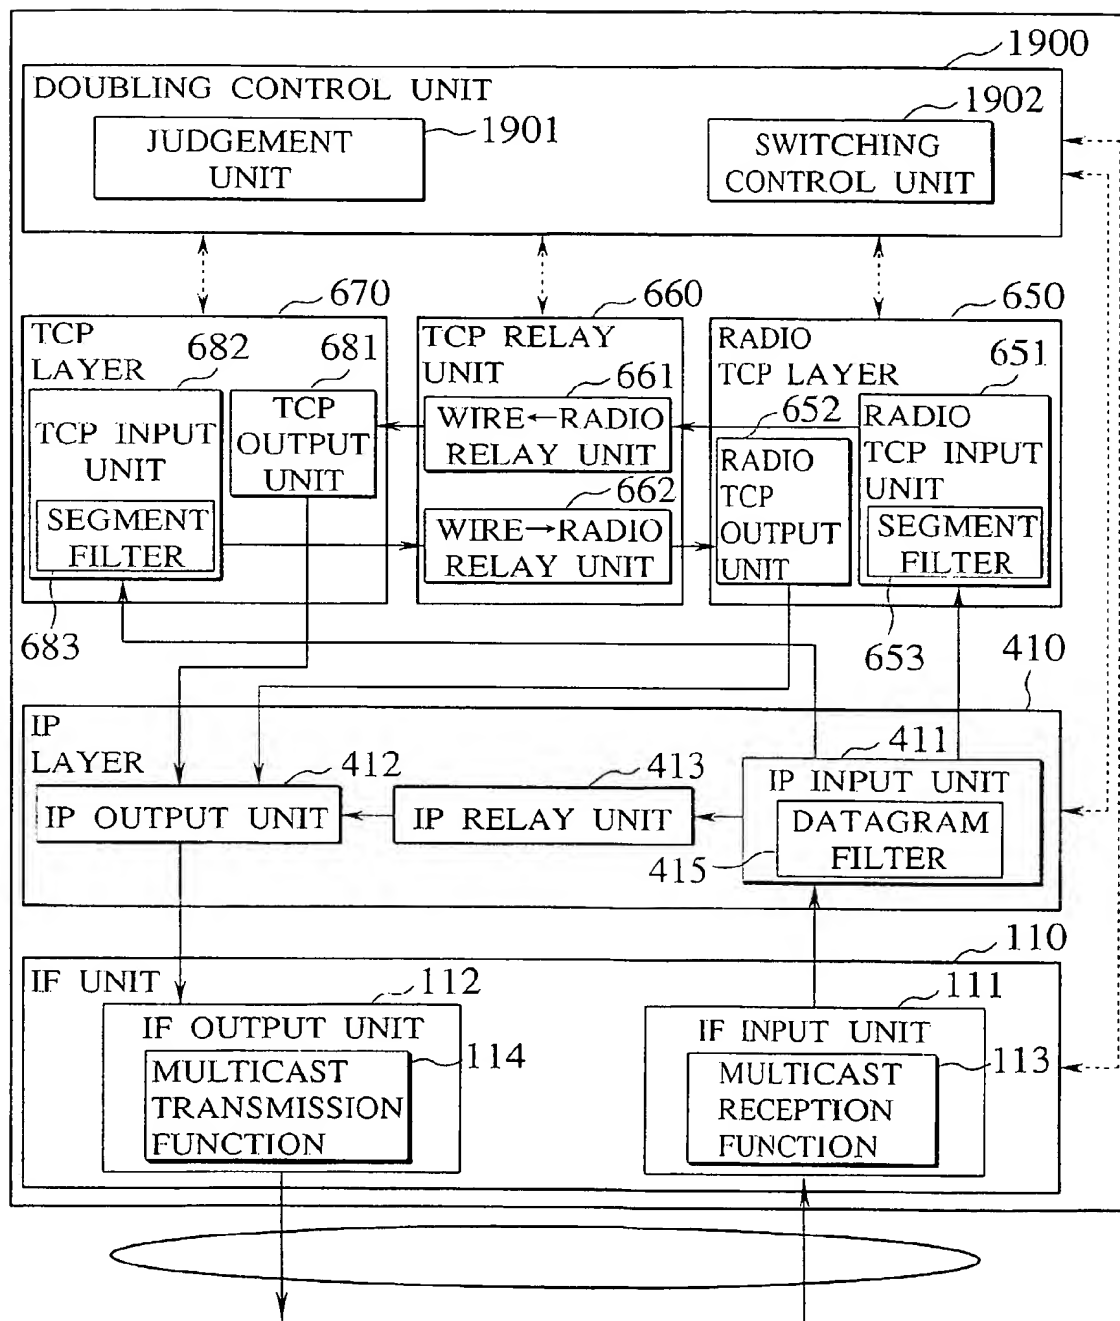 1900
DOUBLING CONTROL UNIT
1901
1902
JUDGEMENT
UNIT
SWITCHING
CONTROL UNIT
670
660
650
TCP
LAYER
682
681
TCP RELAY
UNIT
661
RADIO
TCP LAYER
651
652
TCP INPUT
UNIT
TCP
OUTPUT
UNIT
WIRE←RADIO
RELAY UNIT
RADIO
TCP
OUTPUT
UNIT
RADIO
TCP INPUT
UNIT
SEGMENT
FILTER
662
WIRE→RADIO
RELAY UNIT
SEGMENT
FILTER
683
653
410
IP
LAYER
412
413
411
IP OUTPUT UNIT
IP RELAY UNIT
IP INPUT UNIT
DATAGRAM
FILTER
415
110
IF UNIT
112
111
IF OUTPUT UNIT
IF INPUT UNIT
114
113
MULTICAST
TRANSMISSION
FUNCTION
MULTICAST
RECEPTION
FUNCTION